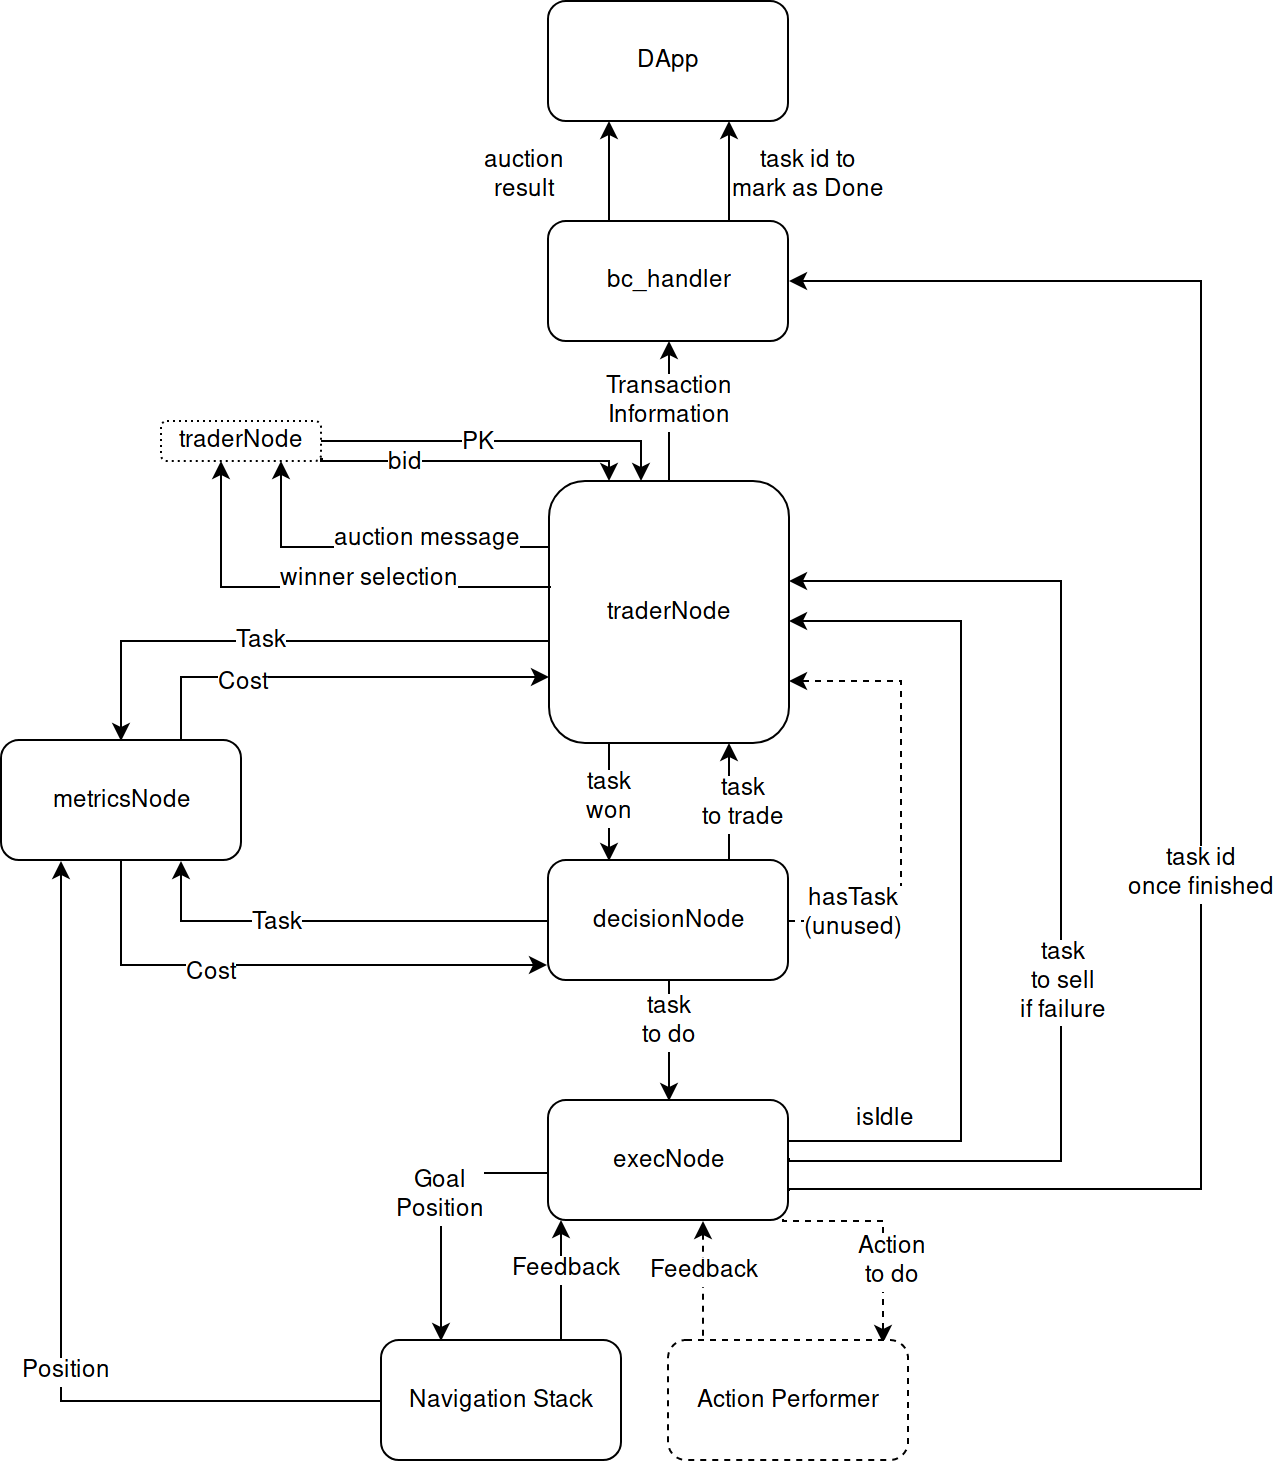 DApp
auction
result
task id to
mark as Done
bc_handler
Transaction
Information
traderNode
PK
bid
auction message
winner selection
traderNode
Task
Cost
metricsNode
task
won
task
to trade
hasTask
(unused)
decisionNode
Task
Cost
task id
once finished
task
to sell
if failure
task
to do
isIdle
execNode
Goal
Position
Feedback
Feedback
Action
to do
Position
Navigation Stack
Action Performer